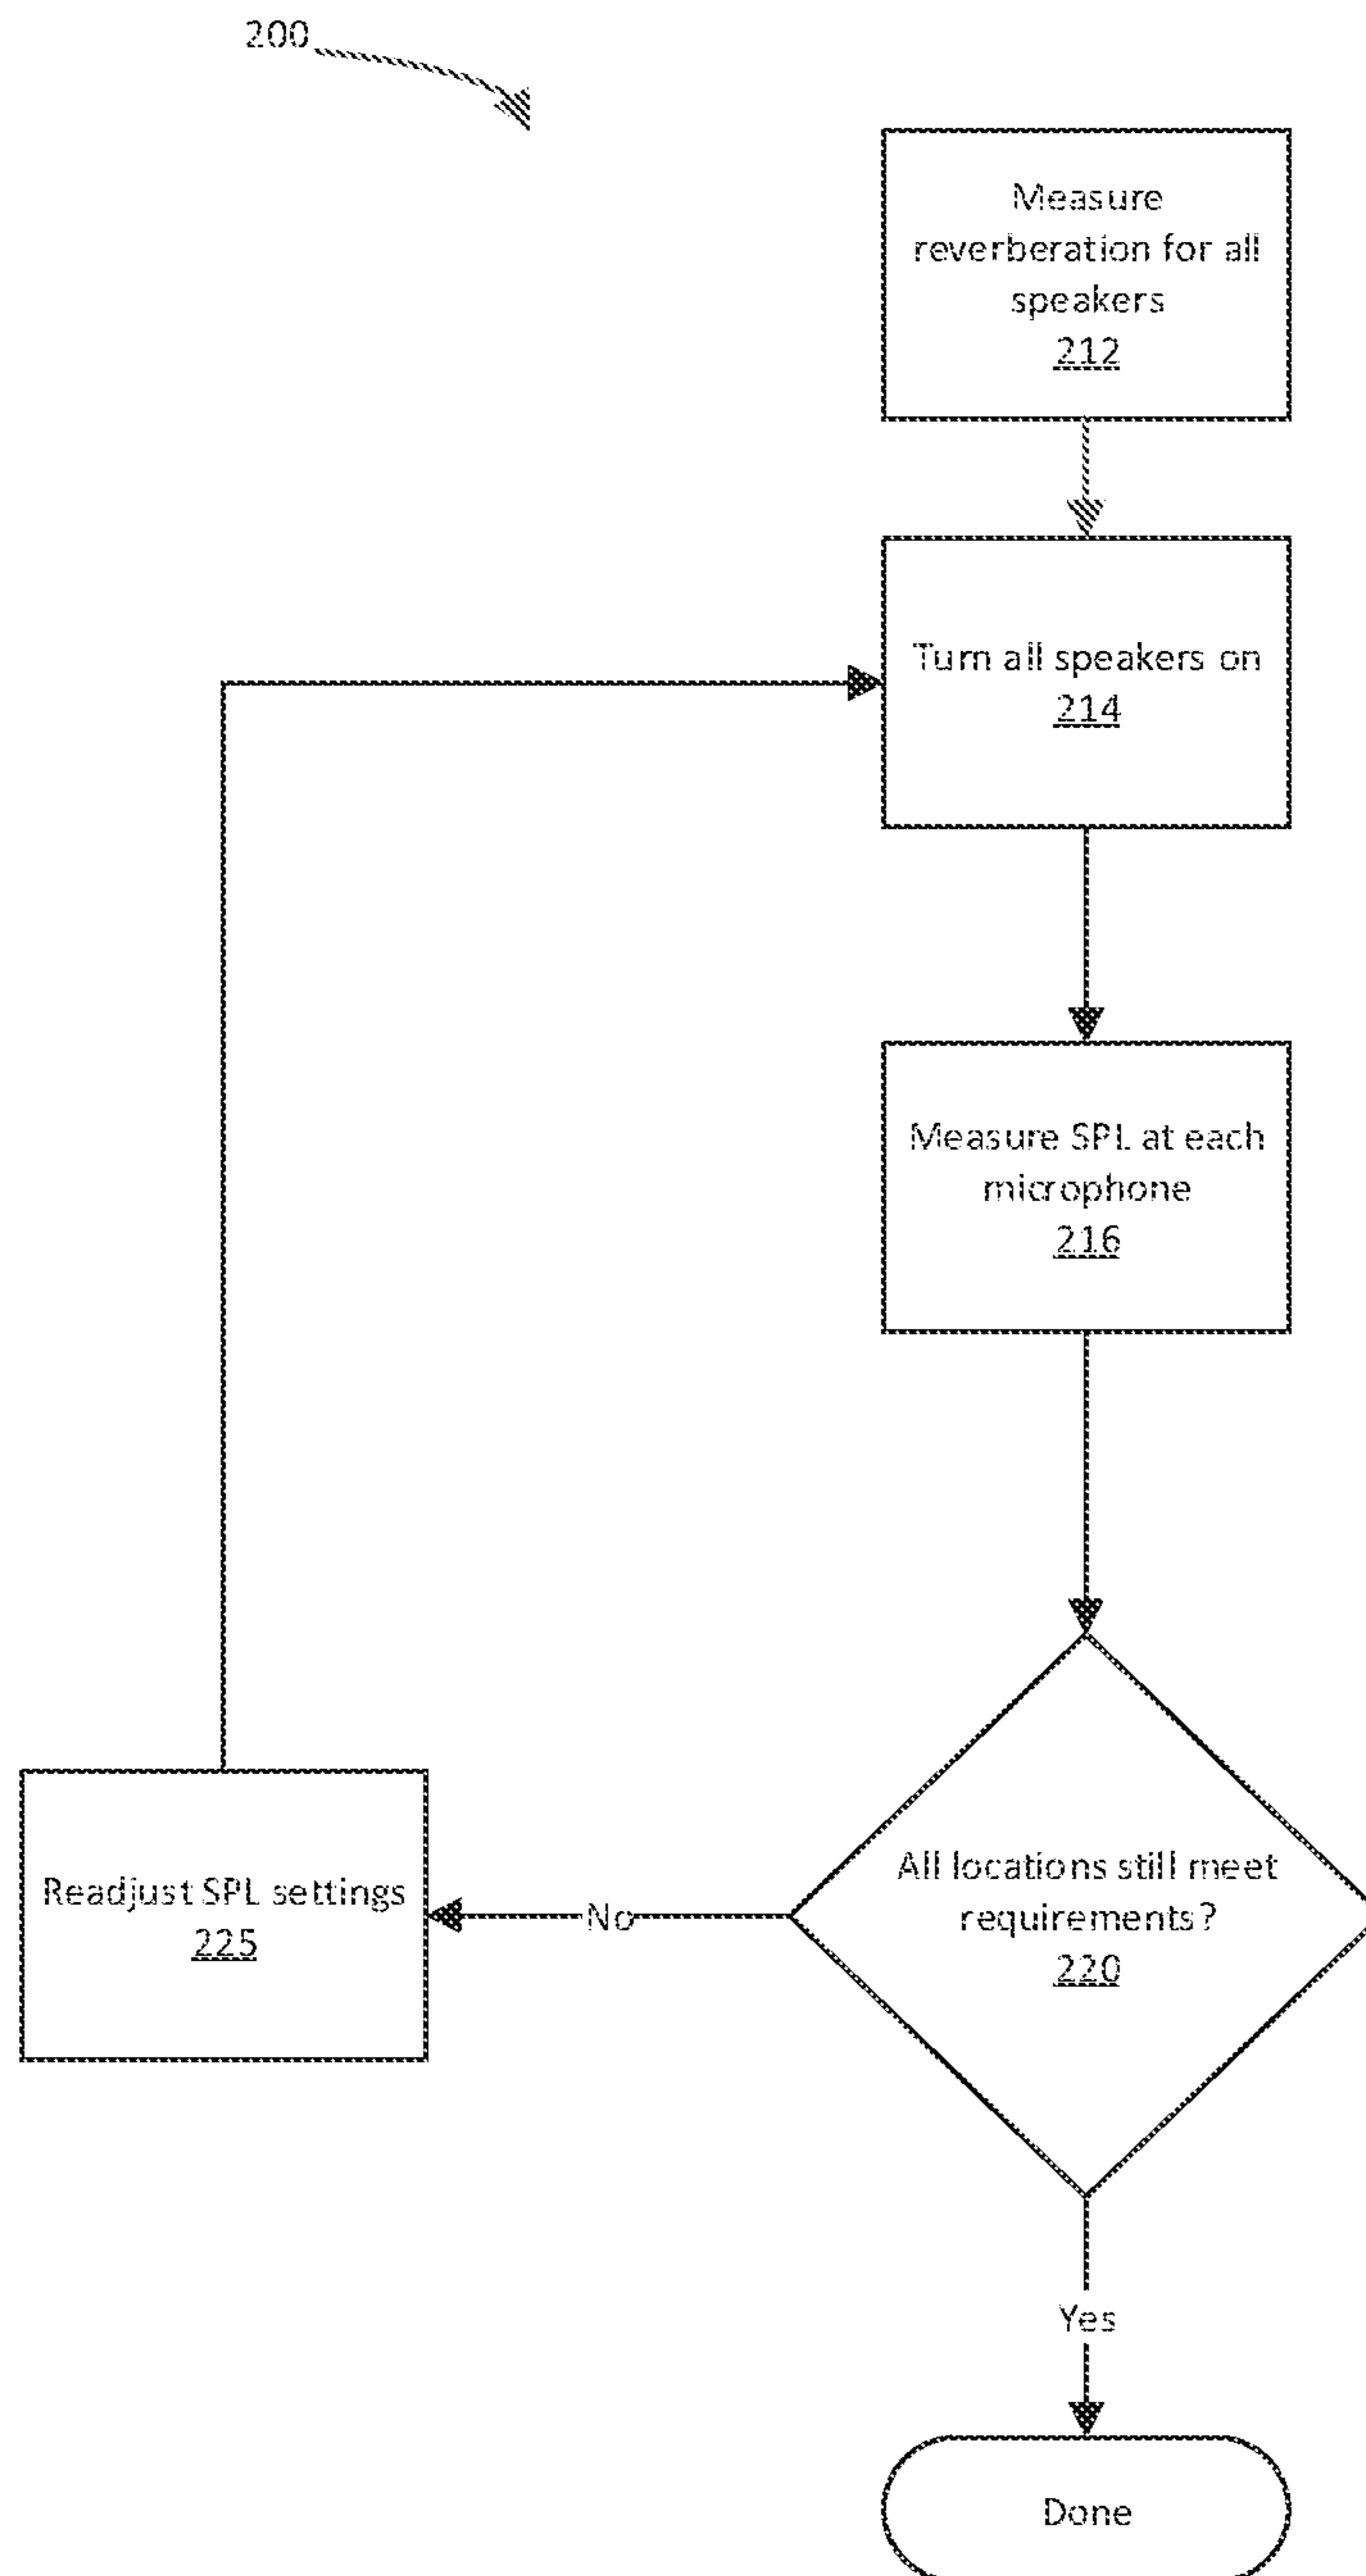 200
Measure
reverberation for all
speakers
212
Turn all speakers on
214
Measure SPL at each
microphone
216
All locations still meet
requirements?
220
No
Readjust SPL settings
225
Yes
Done